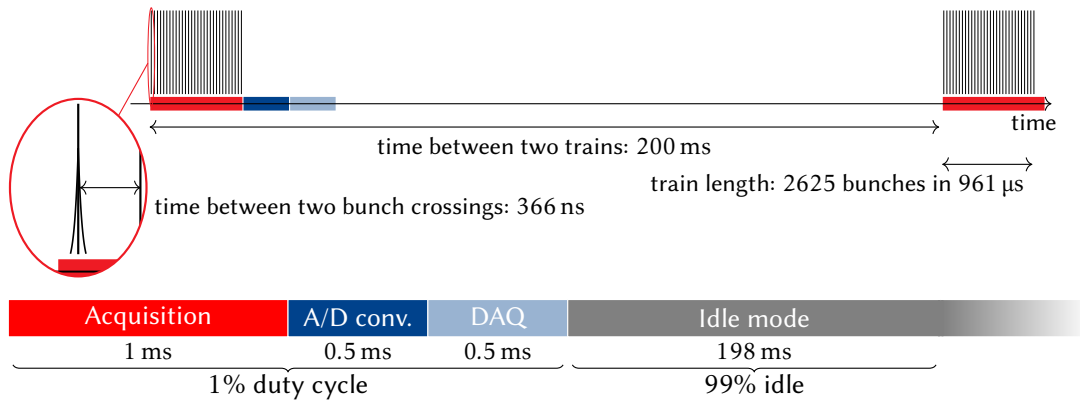 time
time between two trains: 200 ms
train length: 2625 bunches in 961 µs
time between two bunch crossings: 366 ns
Acquisition A/D conv. DAQ Idle mode
1 ms 0.5 ms 0.5 ms 198 ms
1% duty cycle 99% idle